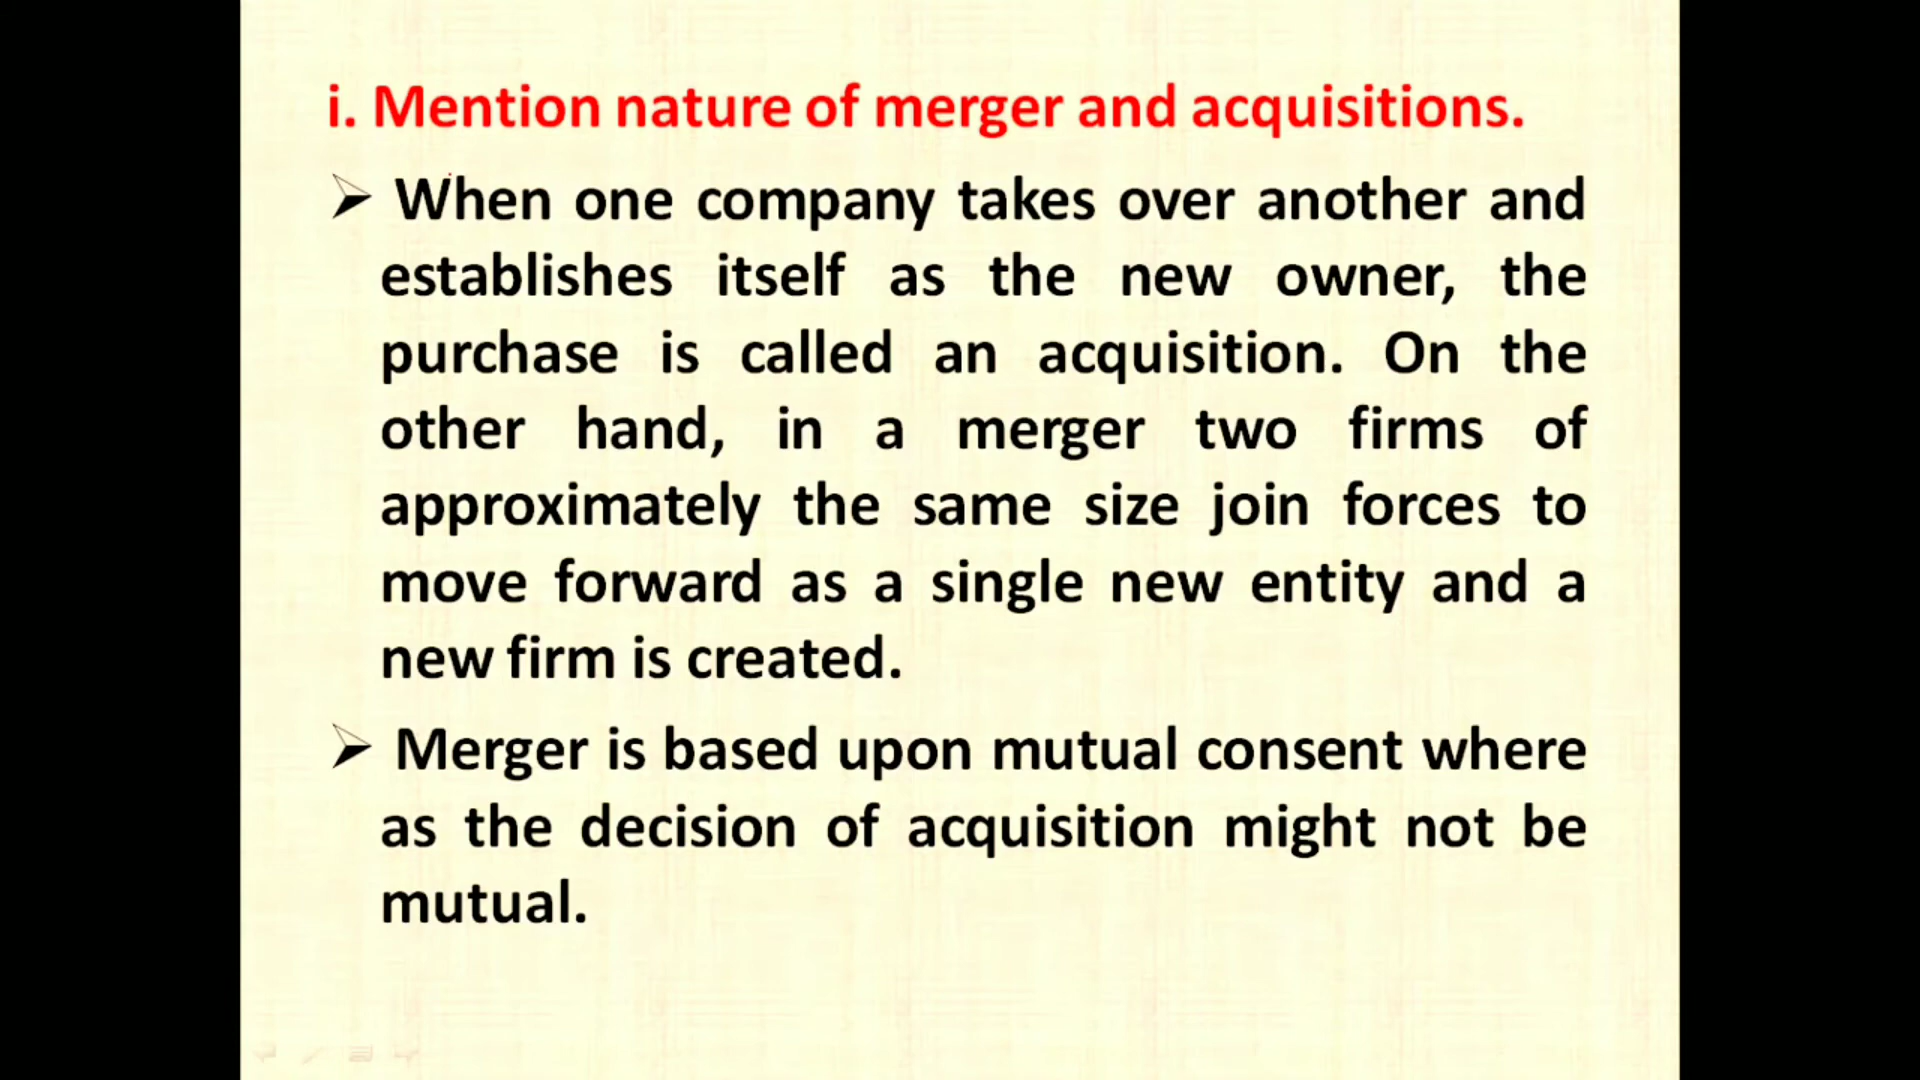 i. Mention nature of merger and acquisitions.
➢ When one company takes over another and
establishes itself as the new owner, the
purchase is called an acquisition. On the
other hand, in a merger two firms of
approximately the same size join forces to
move forward as a single new entity and a
new firm is created.
➢ Merger is based upon mutual consent where
as the decision of acquisition might not be
mutual.